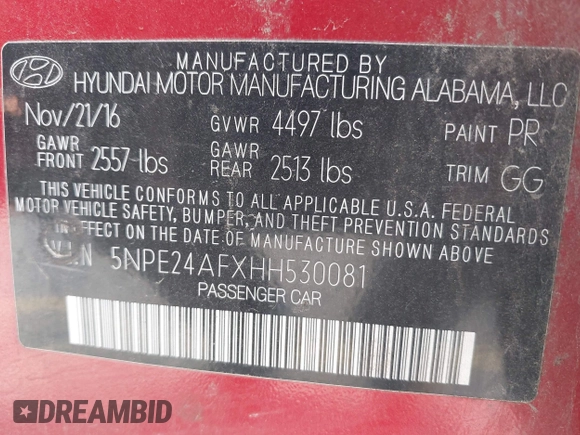 MANUFACTURED BY
HYUNDAI MOTOR MANUFACTURING ALABAMA, LLC
Nov/21/16 GVWR 4497 lbs PAINT PR
GAWR FRONT 2557 lbs GAWR REAR 2513 lbs TRIM GG
THIS VEHICLE CONFORMS TO ALL APPLICABLE U.S.A. FEDERAL
MOTOR VEHICLE SAFETY, BUMPER, AND THEFT PREVENTION STANDARDS
IN EFFECT ON THE DATE OF MANUFACTURE SHOWN ABOVE.
5NPE24AFXHH530081
PASSENGER CAR
DREAMBID